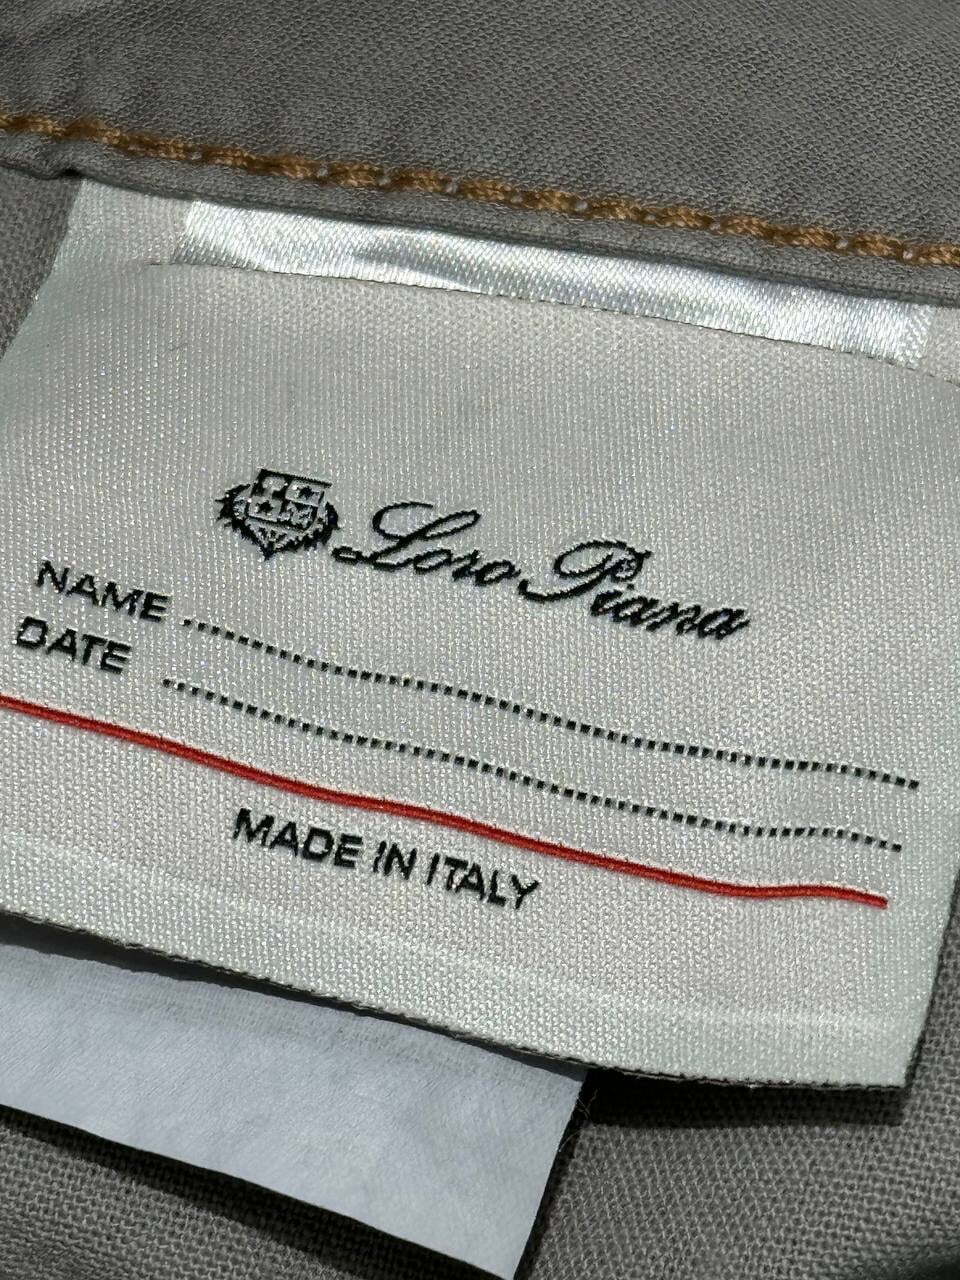 Loro Piana
NAME ........................................
DATE ........................................
MADE IN ITALY